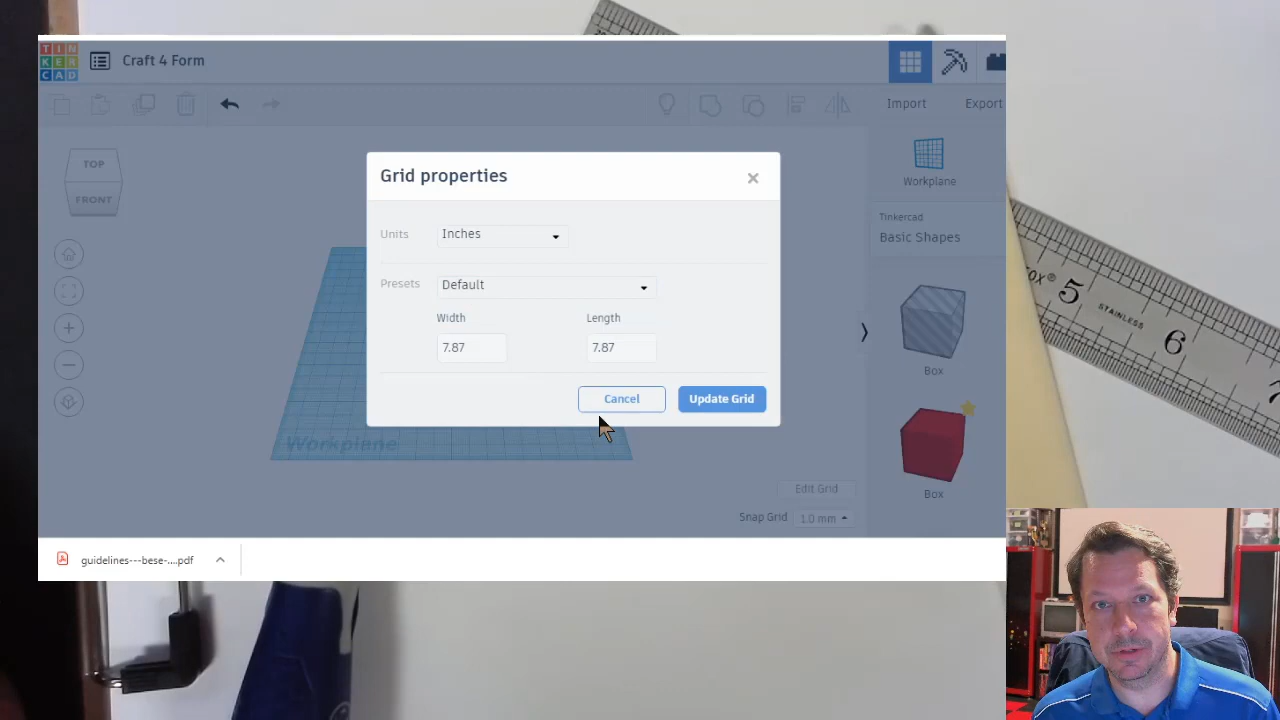 TIN
KER
CAD
Craft 4 Form
Import
Export
TOP
FRONT
Grid properties
Units
Inches
Presets
Default
Width
Length
7.87
7.87
Cancel
Update Grid
Workplane
Workplane
Tinkercad
Basic Shapes
Box
Box
Edit Grid
Snap Grid
1.0 mm
guidelines---bese-....pdf
OX®
5
STAINLESS
6
7